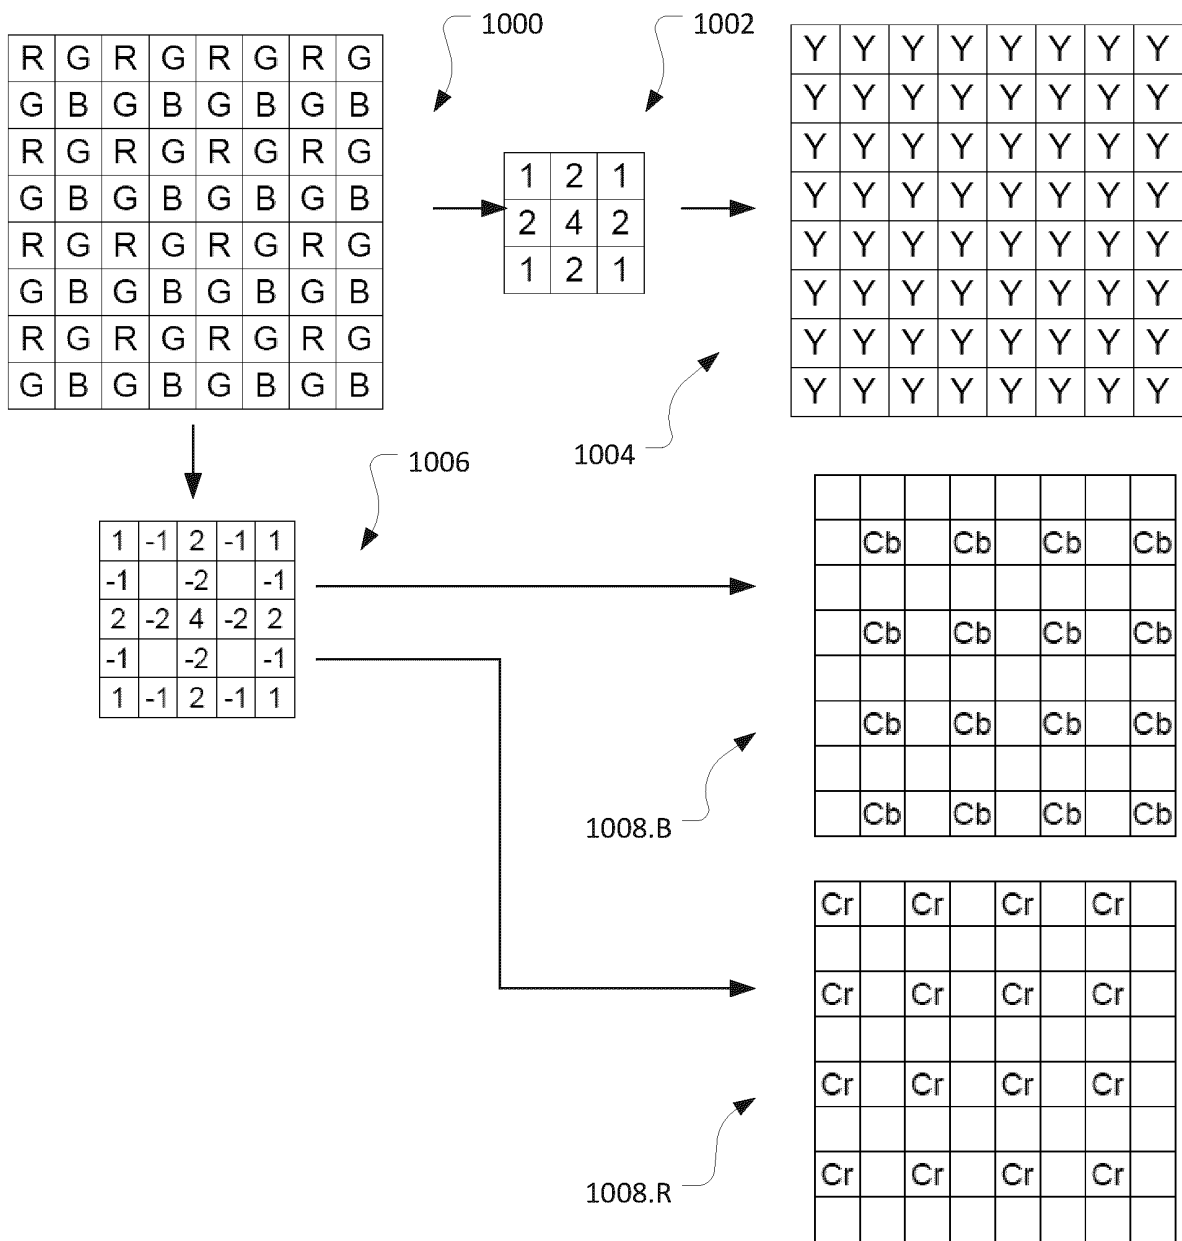 1000
1002
R G R G R G R G
G B G B G B G B
R G R G R G R G
G B G B G B G B
R G R G R G R G
G B G B G B G B
R G R G R G R G
G B G B G B G B
1 2 1
2 4 2
1 2 1
Y Y Y Y Y Y Y Y
Y Y Y Y Y Y Y Y
Y Y Y Y Y Y Y Y
Y Y Y Y Y Y Y Y
Y Y Y Y Y Y Y Y
Y Y Y Y Y Y Y Y
Y Y Y Y Y Y Y Y
Y Y Y Y Y Y Y Y
1004
1006
1 -1 2 -1 1
-1 -2 -1
2 -2 4 -2 2
-1 -2 -1
1 -1 2 -1 1
Cb Cb Cb Cb
Cb Cb Cb Cb
Cb Cb Cb Cb
Cb Cb Cb Cb
1008.B
Cr Cr Cr Cr
Cr Cr Cr Cr
Cr Cr Cr Cr
Cr Cr Cr Cr
1008.R